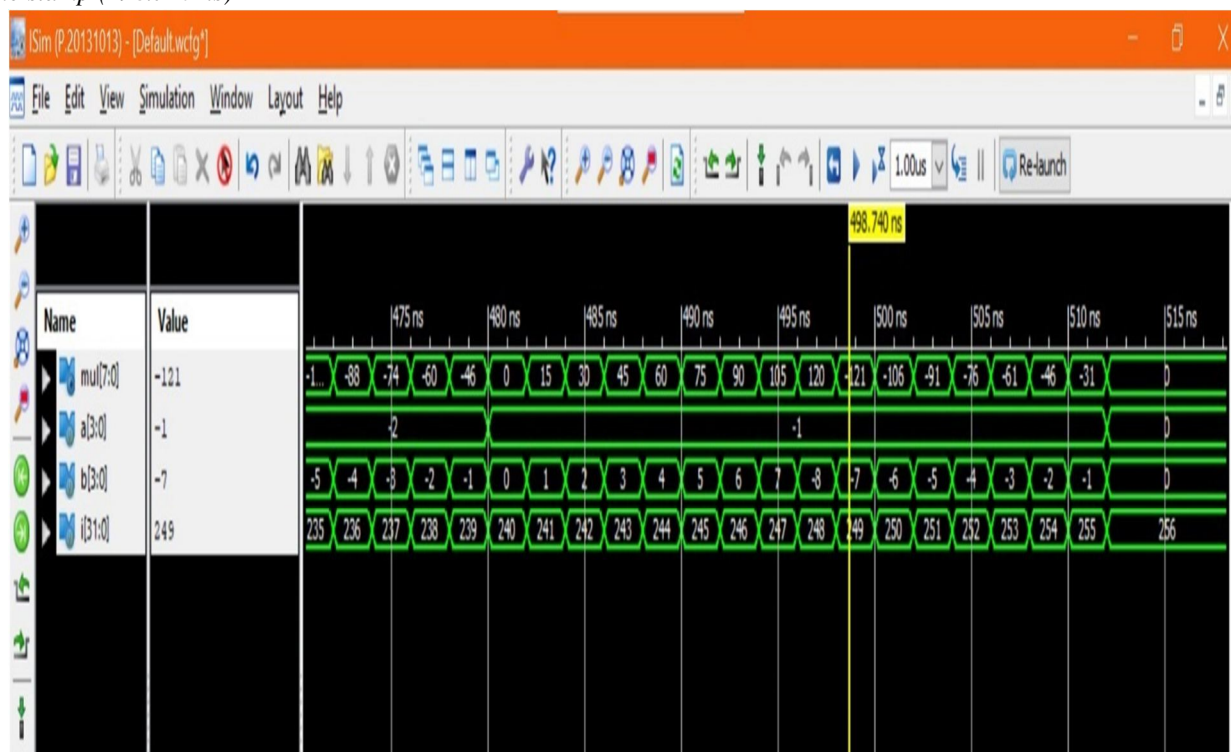 ISim (P.20131013) - [Default.wcfg*]
File Edit View Simulation Window Layout Help
1.00us Re-launch
498.740 ns
Name Value
475 ns 480 ns 485 ns 490 ns 495 ns 500 ns 505 ns 510 ns 515 ns
mul[7:0] -121 -1... -88 -74 -60 -46 0 15 30 45 60 75 90 105 120 -121 -106 -91 -76 -61 -46 -31 0
a[3:0] -1 -2 -1 0
b[3:0] -7 -5 -4 -3 -2 -1 0 1 2 3 4 5 6 7 -8 -7 -6 -5 -4 -3 -2 -1 0
i[31:0] 249 235 236 237 238 239 240 241 242 243 244 245 246 247 248 249 250 251 252 253 254 255 256